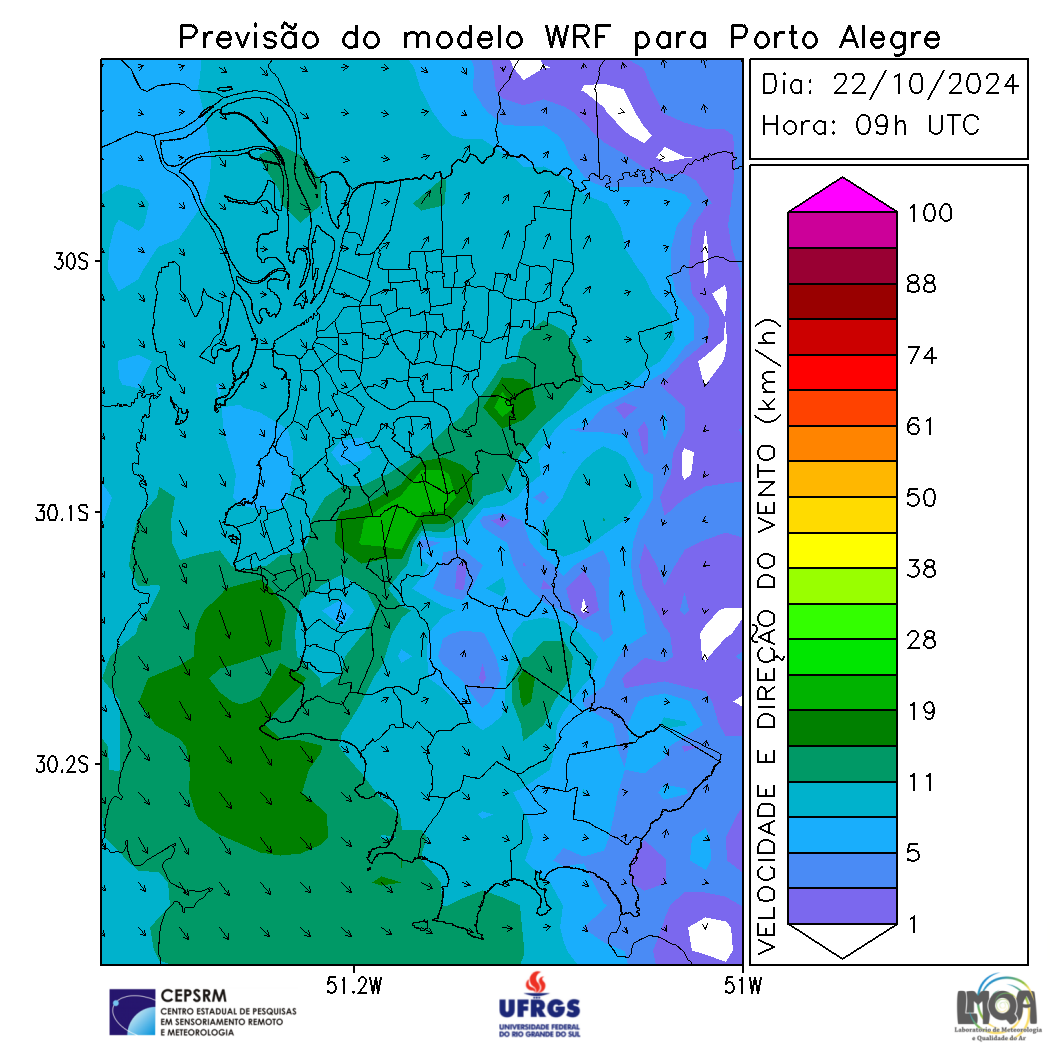 Previsão do modelo WRF para Porto Alegre
Dia: 22/10/2024
Hora: 09h UTC
30S
30.1S
30.2S
51.2W
51W
VELOCIDADE E DIREÇÃO DO VENTO (km/h)
100
88
74
61
50
38
28
19
11
5
1
CEPSRM
CENTRO ESTADUAL DE PESQUISAS
EM SENSORIAMENTO REMOTO
E METEOROLOGIA
UFRGS
UNIVERSIDADE FEDERAL
DO RIO GRANDE DO SUL
LMQA
Laboratório de Meteorologia
e Qualidade do Ar